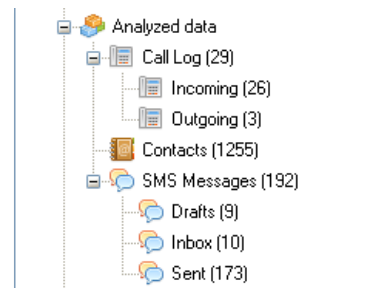 Analyzed data
Call Log (29)
Incoming (26)
Outgoing (3)
Contacts (1255)
SMS Messages (192)
Drafts (9)
Inbox (10)
Sent (173)